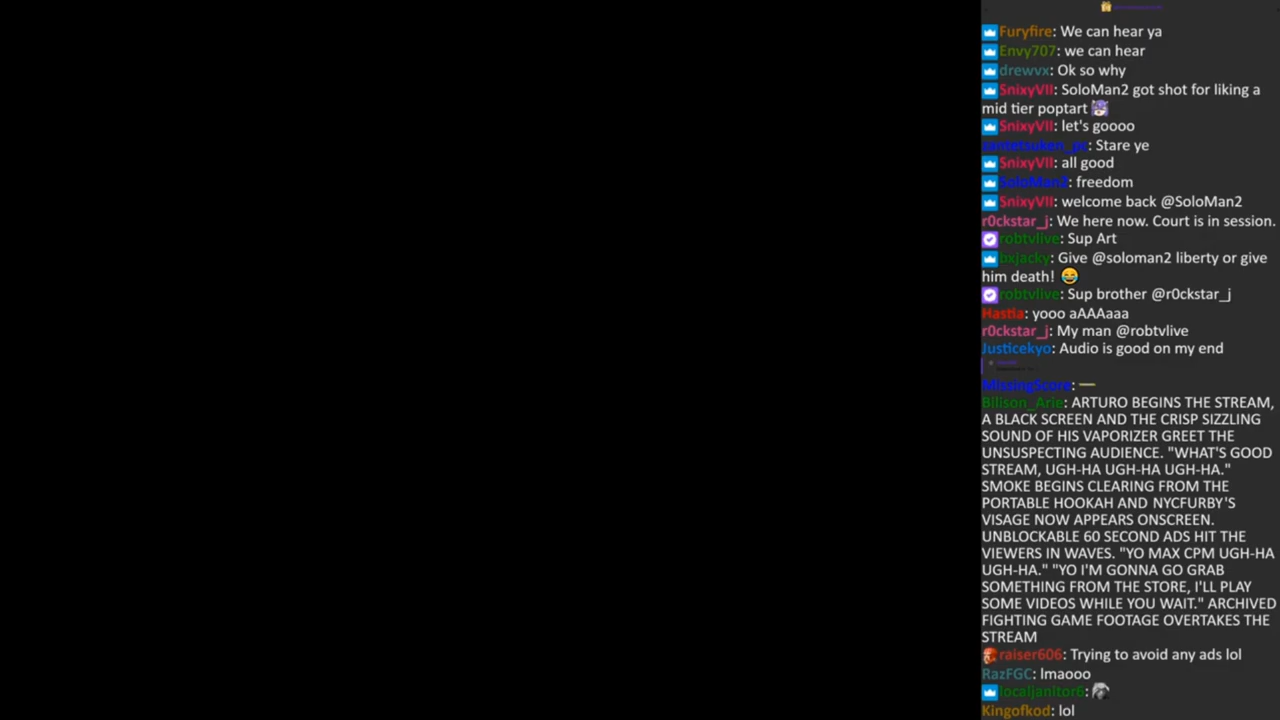 Furyfire: We can hear ya
Envy707: we can hear
drewvx: Ok so why
SnixyVII: SoloMan2 got shot for liking a
mid tier poptart
SnixyVII: let's goooo
zantetsuken_pc: Stare ye
SnixyVII: all good
SoloMan2: freedom
SnixyVII: welcome back @SoloMan2
r0ckstar_j: We here now. Court is in session.
robtvlive: Sup Art
bxjacky: Give @soloman2 liberty or give
him death!
robtvlive: Sup brother @r0ckstar_j
Hastia: yooo aAAAaaa
r0ckstar_j: My man @robtvlive
Justicekyo: Audio is good on my end
MissingScore:
Bilison_Arie: ARTURO BEGINS THE STREAM,
A BLACK SCREEN AND THE CRISP SIZZLING
SOUND OF HIS VAPORIZER GREET THE
UNSUSPECTING AUDIENCE. "WHAT'S GOOD
STREAM, UGH-HA UGH-HA UGH-HA."
SMOKE BEGINS CLEARING FROM THE
PORTABLE HOOKAH AND NYCFURBY'S
VISAGE NOW APPEARS ONSCREEN.
UNBLOCKABLE 60 SECOND ADS HIT THE
VIEWERS IN WAVES. "YO MAX CPM UGH-HA
UGH-HA." "YO I'M GONNA GO GRAB
SOMETHING FROM THE STORE, I'LL PLAY
SOME VIDEOS WHILE YOU WAIT." ARCHIVED
FIGHTING GAME FOOTAGE OVERTAKES THE
STREAM
raiser606: Trying to avoid any ads lol
RazFGC: lmaooo
localjanitor6:
Kingofkod: lol